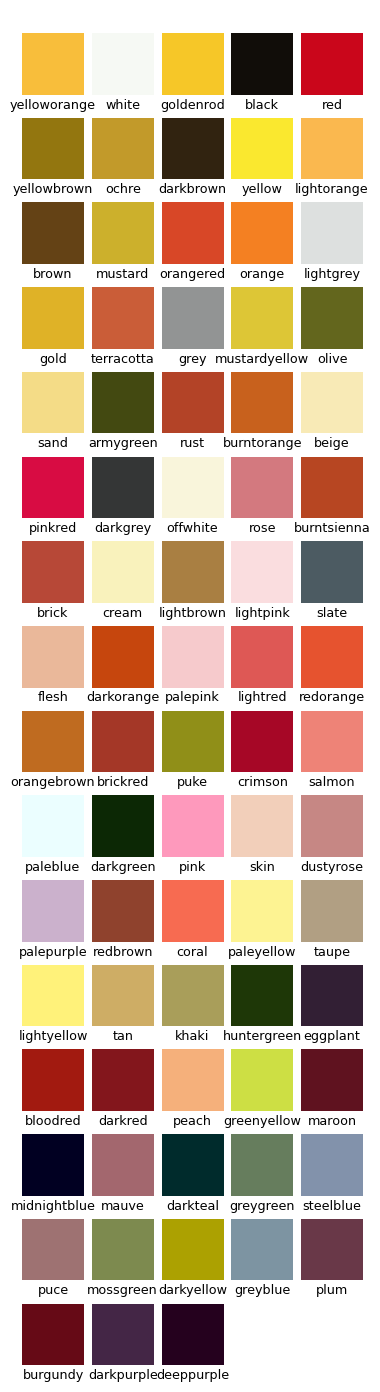 yelloworange white goldenrod black red
yellowbrown ochre darkbrown yellow lightorange
brown mustard orangered orange lightgrey
gold terracotta grey mustardyellow olive
sand armygreen rust burntorange beige
pinkred darkgrey offwhite rose burntsienna
brick cream lightbrown lightpink slate
flesh darkorange palepink lightred redorange
orangebrown brickred puke crimson salmon
paleblue darkgreen pink skin dustyrose
palepurple redbrown coral paleyellow taupe
lightyellow tan khaki huntergreen eggplant
bloodred darkred peach greenyellow maroon
midnightblue mauve darkteal greygreen steelblue
puce mossgreen darkyellow greyblue plum
burgundy darkpurple deeppurple